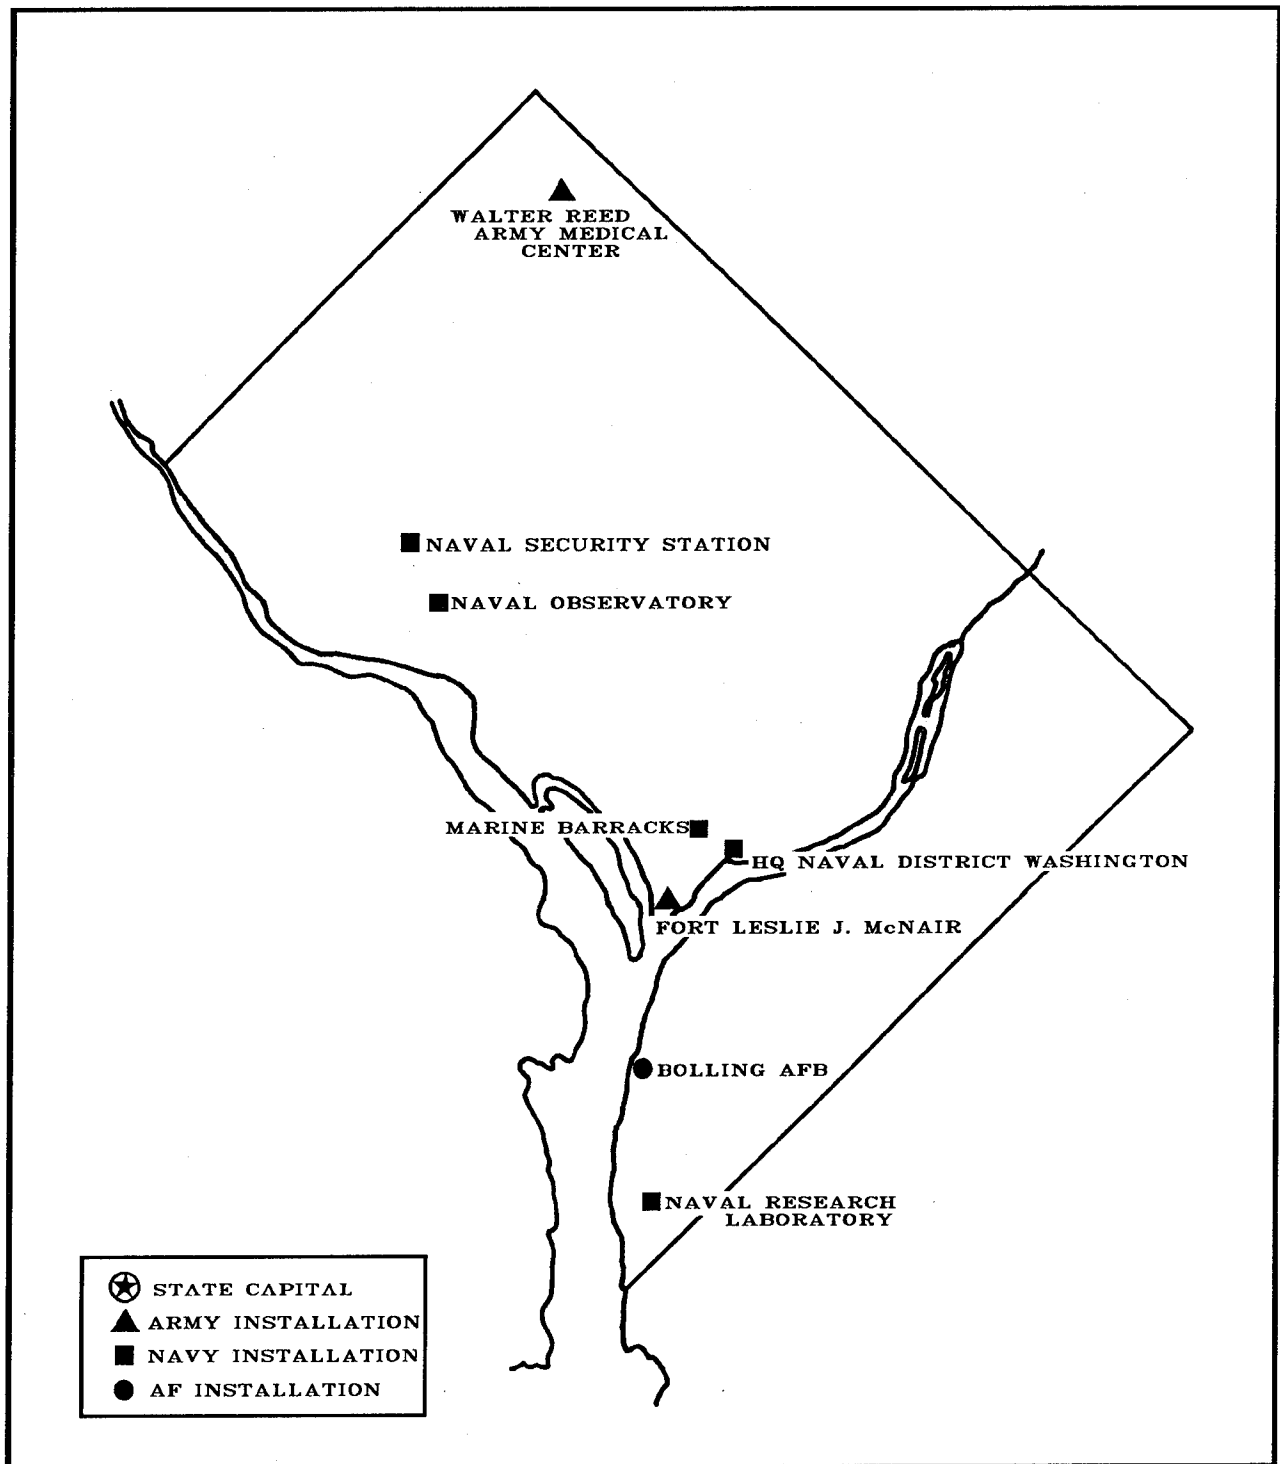 WALTER REED
ARMY MEDICAL
CENTER
NAVAL SECURITY STATION
NAVAL OBSERVATORY
MARINE BARRACKS
HQ NAVAL DISTRICT WASHINGTON
FORT LESLIE J. McNAIR
BOLLING AFB
NAVAL RESEARCH
LABORATORY
STATE CAPITAL
ARMY INSTALLATION
NAVY INSTALLATION
AF INSTALLATION